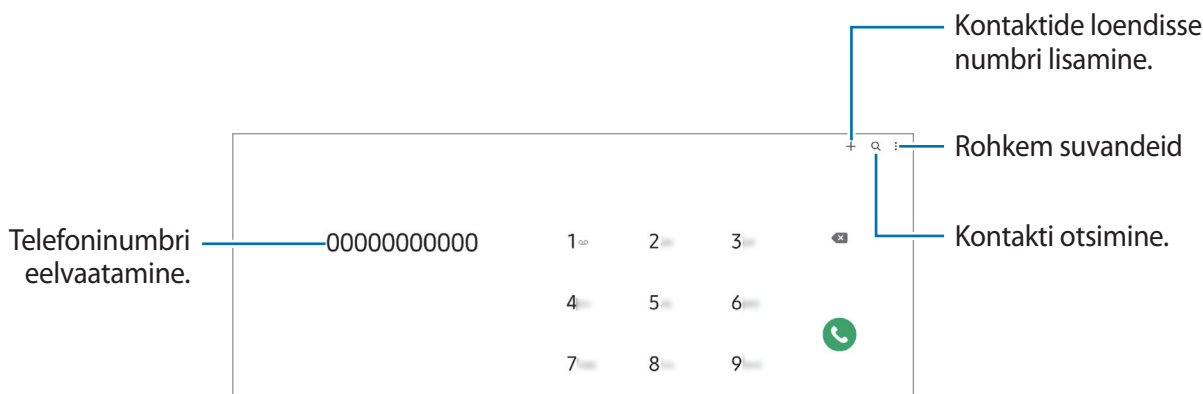 Kontaktide loendisse
numbri lisamine.
Rohkem suvandeid
Telefoninumbri
eelvaatamine.
00000000000
1 2 3
Kontakti otsimine.
4 5 6
7 8 9